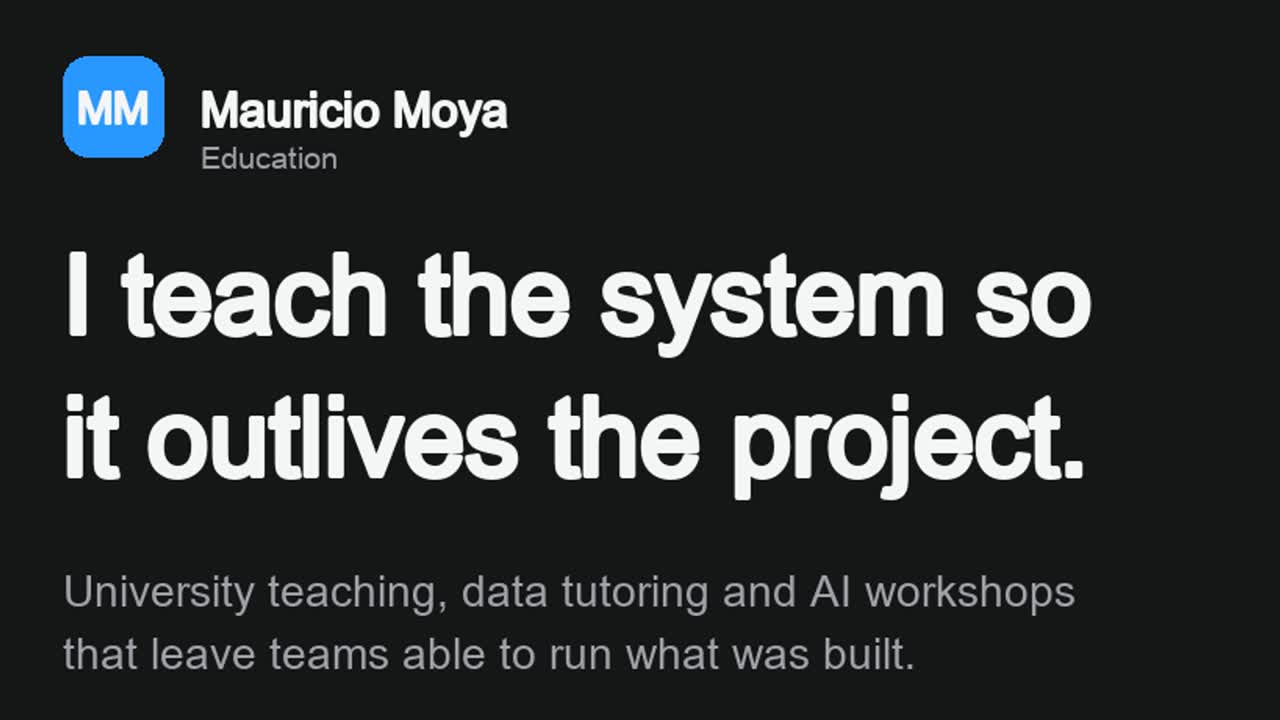 MM
Mauricio Moya
Education
I teach the system so
it outlives the project.
University teaching, data tutoring and AI workshops
that leave teams able to run what was built.